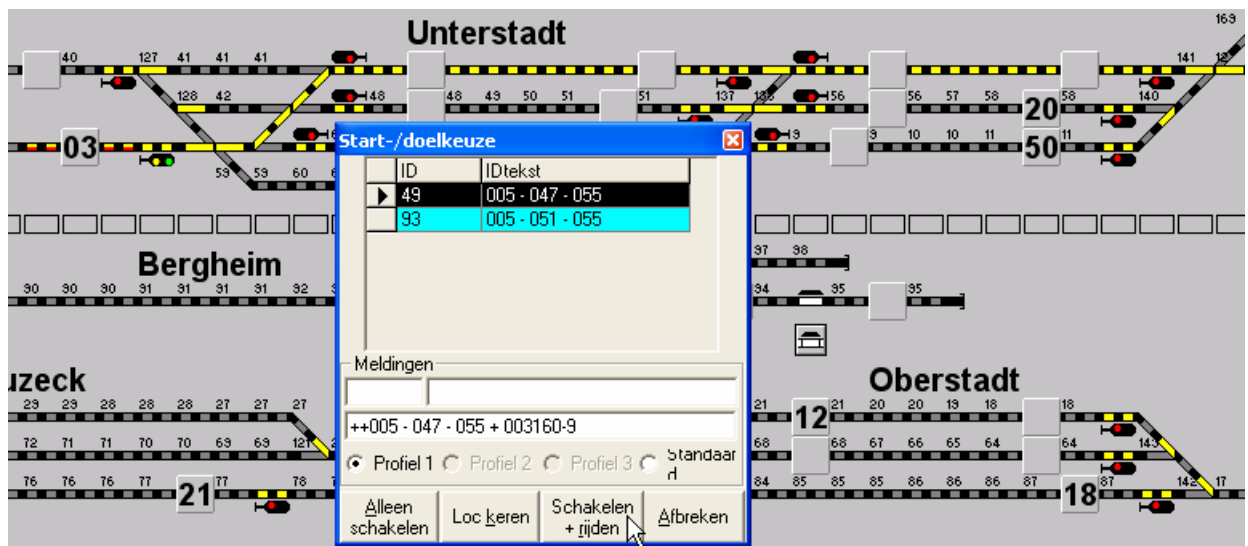 Unterstadt
169
40 127 41 41 41 141
128 42 48 48 49 50 51 51 137 56 56 57 58 20 58 140
03 9 9 10 10 11 50 11
59 59 60
Start-/doelkeuze
ID IDtekst
49 005 - 047 - 055
93 005 - 051 - 055
97 98
Bergheim
90 90 90 91 91 91 91 92 94 95 95
Meldingen
uzeck
Oberstadt
29 29 28 28 28 27 27 27 21 12 21 20 20 19 18 18
++005 - 047 - 055 + 003160-9
72 71 71 70 70 69 69 121 68 68 67 66 65 64 64 143
Profiel 1 Profiel 2 Profiel 3 Standaar
d
76 76 76 77 21 77 78 84 85 85 85 86 86 86 87 18 87 142 17
Alleen
schakelen
Loc keren
Schakelen
+ rijden
Afbreken